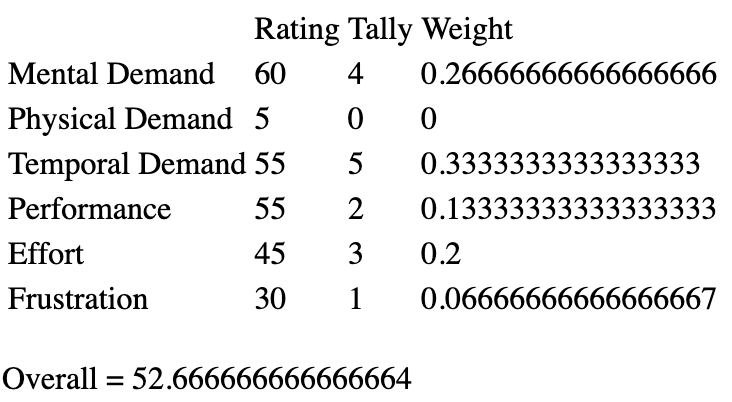 Rating Tally Weight
Mental Demand 60 4 0.26666666666666666
Physical Demand 5 0 0
Temporal Demand 55 5 0.3333333333333333
Performance 55 2 0.13333333333333333
Effort 45 3 0.2
Frustration 30 1 0.06666666666666667
Overall = 52.666666666666664